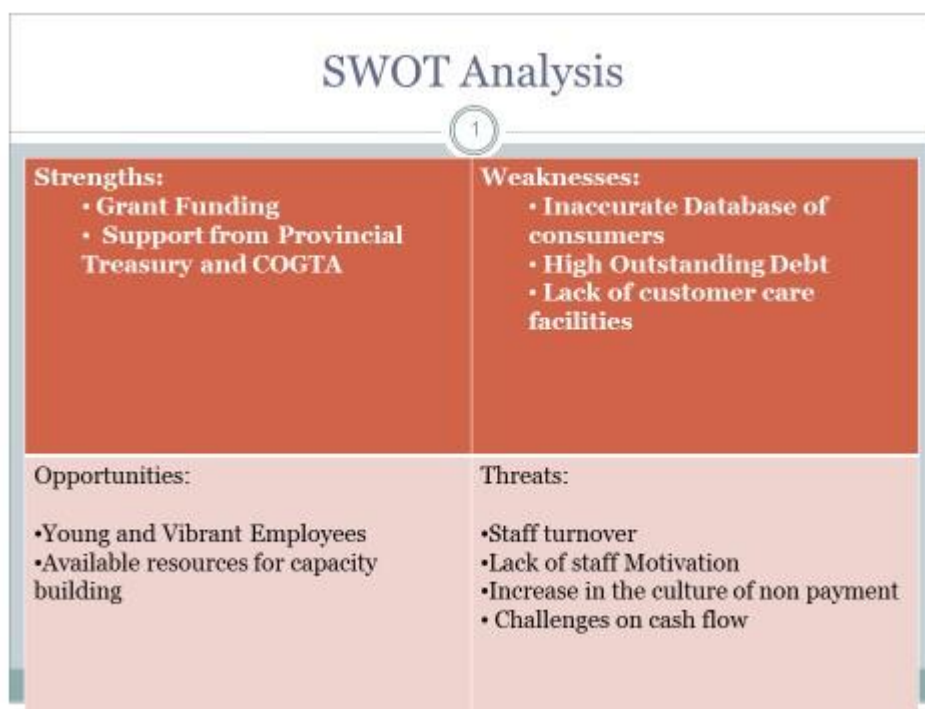 SWOT Analysis
1
Strengths:
• Grant Funding
• Support from Provincial
Treasury and COGTA
Weaknesses:
• Inaccurate Database of
consumers
• High Outstanding Debt
• Lack of customer care
facilities
Opportunities:
•Young and Vibrant Employees
•Available resources for capacity
building
Threats:
•Staff turnover
•Lack of staff Motivation
•Increase in the culture of non payment
• Challenges on cash flow